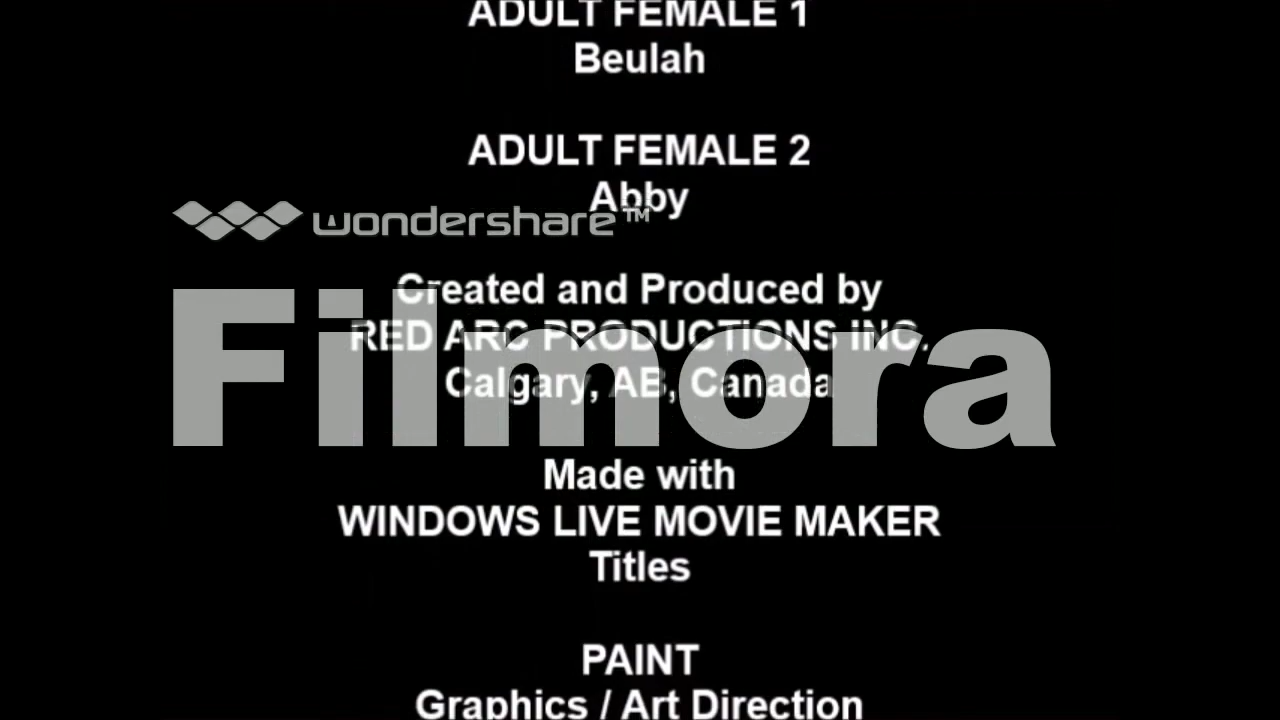 ADULT FEMALE 1
Beulah
ADULT FEMALE 2
Abby
wondershare™
Created and Produced by
Filmora
RED ARC PRODUCTIONS INC.
Calgary, AB, Canada
Made with
WINDOWS LIVE MOVIE MAKER
Titles
PAINT
Graphics / Art Direction